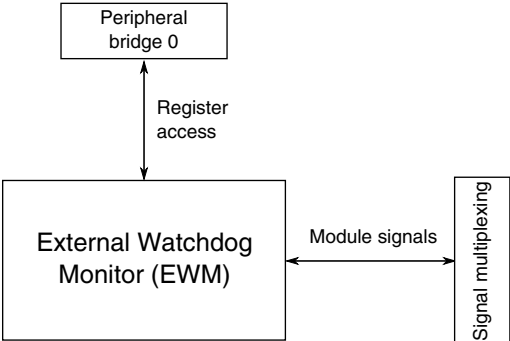 Peripheral
bridge 0
Register
access
External Watchdog
Monitor (EWM)
Module signals
Signal multiplexing